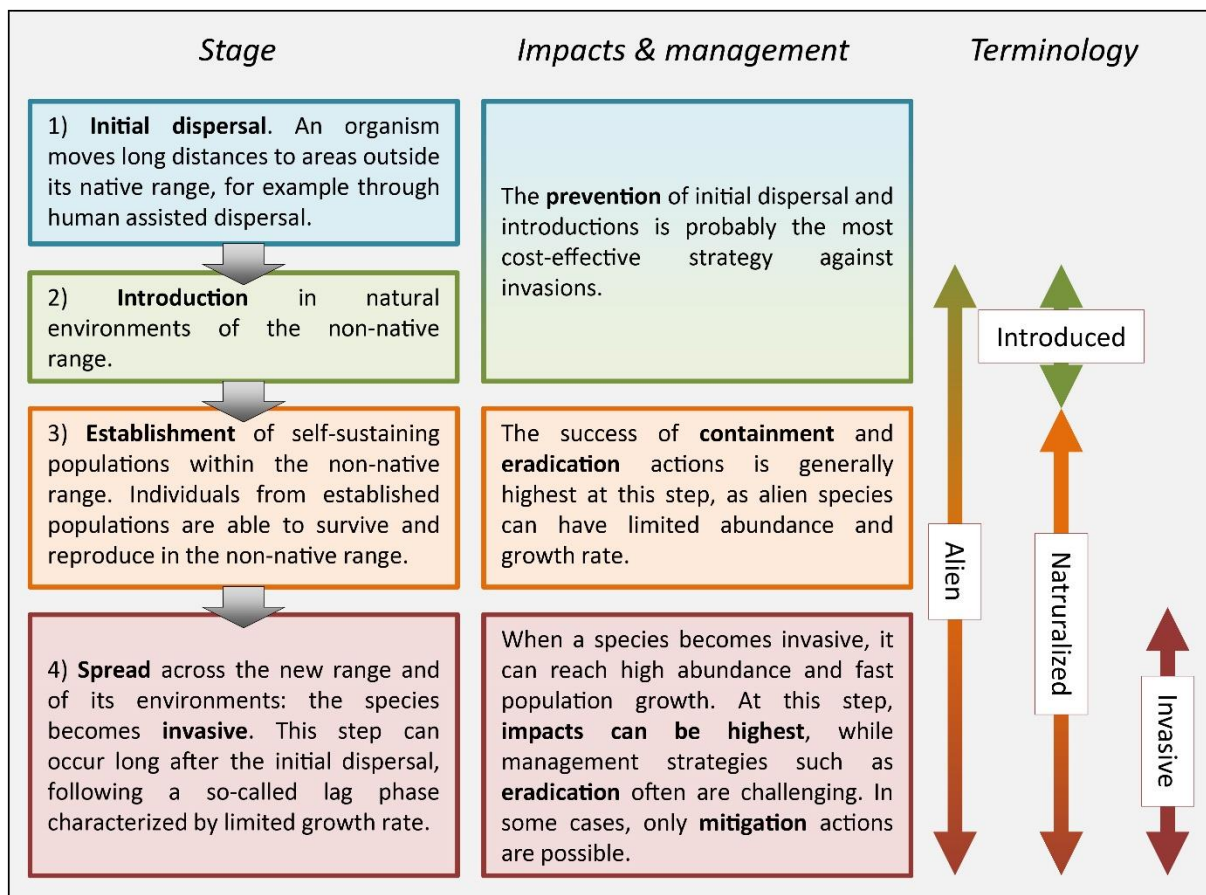 Stage
Impacts & management
Terminology
1) Initial dispersal. An organism
moves long distances to areas outside
its native range, for example through
human assisted dispersal.
The prevention of initial dispersal and
introductions is probably the most
cost-effective strategy against
invasions.
2) Introduction in natural
environments of the non-native
range.
3) Establishment of self-sustaining
populations within the non-native
range. Individuals from established
populations are able to survive and
reproduce in the non-native range.
The success of containment and
eradication actions is generally
highest at this step, as alien species
can have limited abundance and
growth rate.
4) Spread across the new range and
of its environments: the species
becomes invasive. This step can
occur long after the initial dispersal,
following a so-called lag phase
characterized by limited growth rate.
When a species becomes invasive, it
can reach high abundance and fast
population growth. At this step,
impacts can be highest, while
management strategies such as
eradication often are challenging. In
some cases, only mitigation actions
are possible.
Introduced
Alien
Natruralized
Invasive